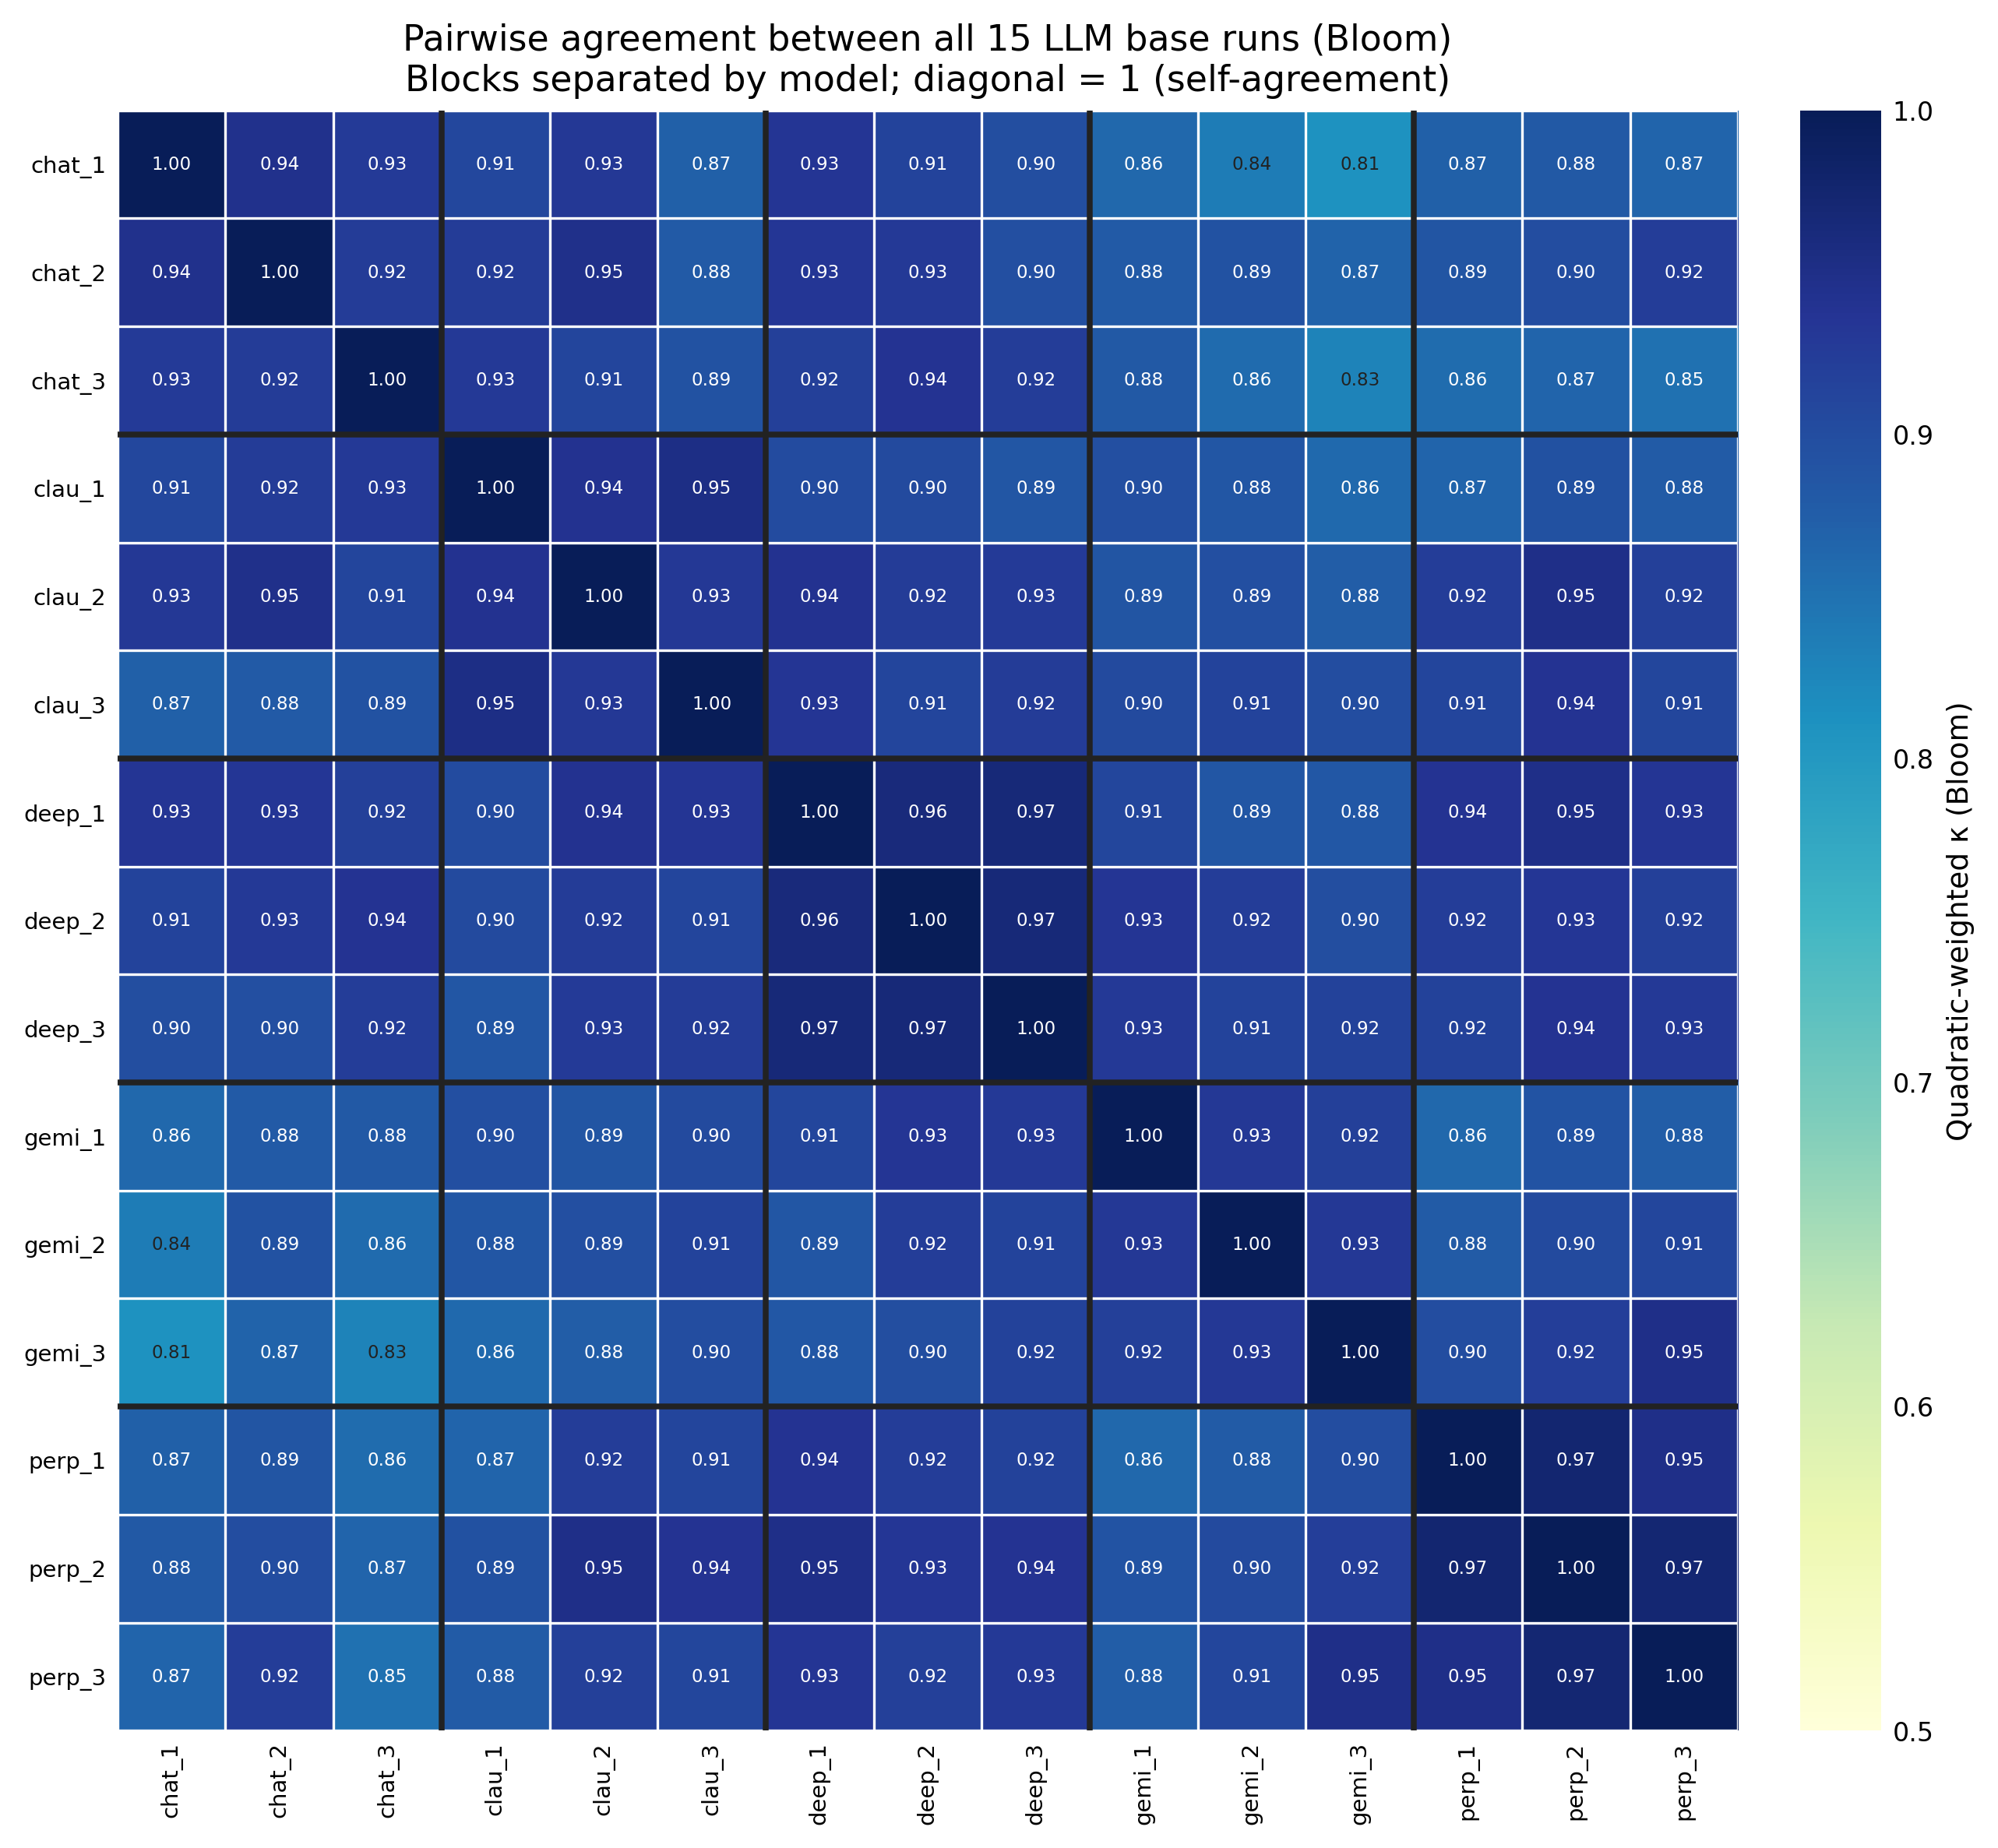 Pairwise agreement between all 15 LLM base runs (Bloom)
Blocks separated by model; diagonal = 1 (self-agreement)
chat_1 1.00 0.94 0.93 0.91 0.93 0.87 0.93 0.91 0.90 0.86 0.84 0.81 0.87 0.88 0.87
chat_2 0.94 1.00 0.92 0.92 0.95 0.88 0.93 0.93 0.90 0.88 0.89 0.87 0.89 0.90 0.92
chat_3 0.93 0.92 1.00 0.93 0.91 0.89 0.92 0.94 0.92 0.88 0.86 0.83 0.86 0.87 0.85
clau_1 0.91 0.92 0.93 1.00 0.94 0.95 0.90 0.90 0.89 0.90 0.88 0.86 0.87 0.89 0.88
clau_2 0.93 0.95 0.91 0.94 1.00 0.93 0.94 0.92 0.93 0.89 0.89 0.88 0.92 0.95 0.92
clau_3 0.87 0.88 0.89 0.95 0.93 1.00 0.93 0.91 0.92 0.90 0.91 0.90 0.91 0.94 0.91
deep_1 0.93 0.93 0.92 0.90 0.94 0.93 1.00 0.96 0.97 0.91 0.89 0.88 0.94 0.95 0.93
deep_2 0.91 0.93 0.94 0.90 0.92 0.91 0.96 1.00 0.97 0.93 0.92 0.90 0.92 0.93 0.92
deep_3 0.90 0.90 0.92 0.89 0.93 0.92 0.97 0.97 1.00 0.93 0.91 0.92 0.92 0.94 0.93
gemi_1 0.86 0.88 0.88 0.90 0.89 0.90 0.91 0.93 0.93 1.00 0.93 0.92 0.86 0.89 0.88
gemi_2 0.84 0.89 0.86 0.88 0.89 0.91 0.89 0.92 0.91 0.93 1.00 0.93 0.88 0.90 0.91
gemi_3 0.81 0.87 0.83 0.86 0.88 0.90 0.88 0.90 0.92 0.92 0.93 1.00 0.90 0.92 0.95
perp_1 0.87 0.89 0.86 0.87 0.92 0.91 0.94 0.92 0.92 0.86 0.88 0.90 1.00 0.97 0.95
perp_2 0.88 0.90 0.87 0.89 0.95 0.94 0.95 0.93 0.94 0.89 0.90 0.92 0.97 1.00 0.97
perp_3 0.87 0.92 0.85 0.88 0.92 0.91 0.93 0.92 0.93 0.88 0.91 0.95 0.95 0.97 1.00
chat_1 chat_2 chat_3 clau_1 clau_2 clau_3 deep_1 deep_2 deep_3 gemi_1 gemi_2 gemi_3 perp_1 perp_2 perp_3
1.0
0.9
0.8
0.7
0.6
0.5
Quadratic-weighted κ (Bloom)